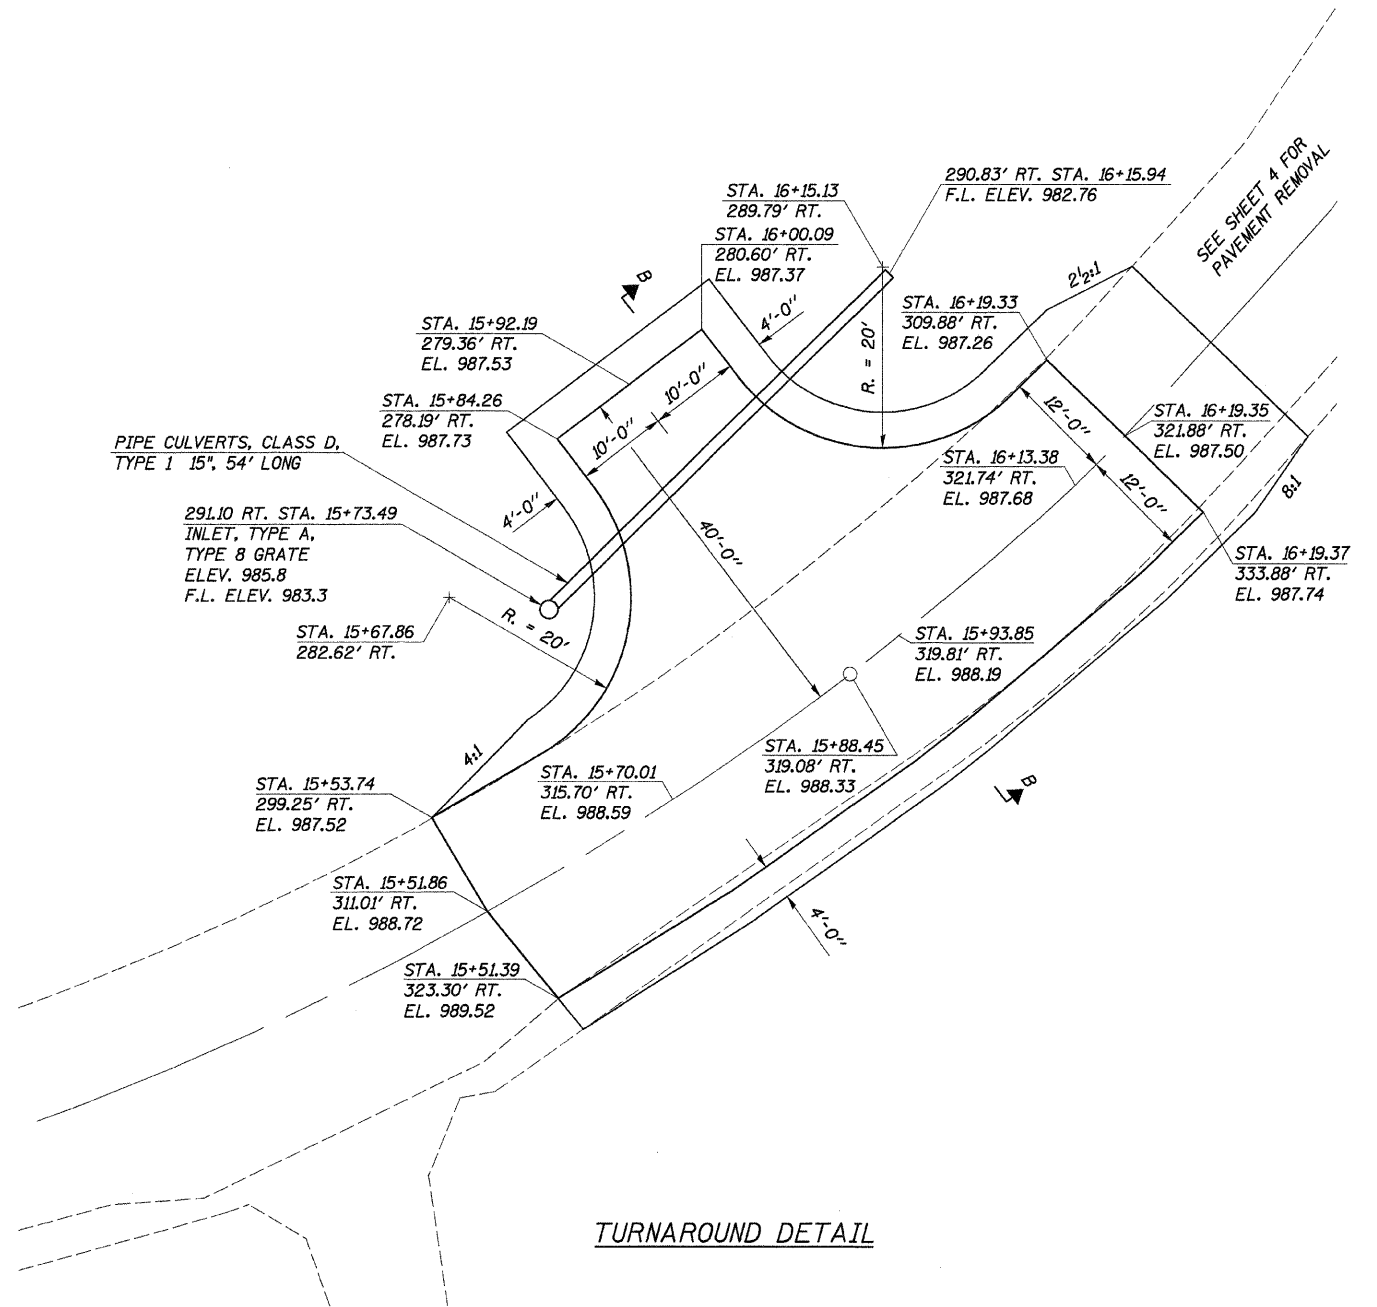 SEE SHEET 4 FOR
PAVEMENT REMOVAL
290.83' RT. STA. 16+15.94
F.L. ELEV. 982.76
STA. 16+15.13
289.79' RT.
STA. 16+00.09
280.60' RT.
EL. 987.37
B
2½:1
4'-0"
STA. 16+19.33
309.88' RT.
EL. 987.26
R. = 20'
STA. 15+92.19
279.36' RT.
EL. 987.53
10'-0"
10'-0"
STA. 15+84.26
278.19' RT.
EL. 987.73
12'-0"
12'-0"
STA. 16+19.35
321.88' RT.
EL. 987.50
PIPE CULVERTS, CLASS D,
TYPE 1 15", 54' LONG
STA. 16+13.38
321.74' RT.
EL. 987.68
8:1
4'-0"
291.10 RT. STA. 15+73.49
INLET, TYPE A,
TYPE 8 GRATE
ELEV. 985.8
F.L. ELEV. 983.3
40'-0"
STA. 16+19.37
333.88' RT.
EL. 987.74
R. = 20'
STA. 15+67.86
282.62' RT.
STA. 15+93.85
319.81' RT.
EL. 988.19
4:1
STA. 15+88.45
319.08' RT.
EL. 988.33
STA. 15+70.01
315.70' RT.
EL. 988.59
B
STA. 15+53.74
299.25' RT.
EL. 987.52
STA. 15+51.86
311.01' RT.
EL. 988.72
4'-0"
STA. 15+51.39
323.30' RT.
EL. 989.52
TURNAROUND DETAIL